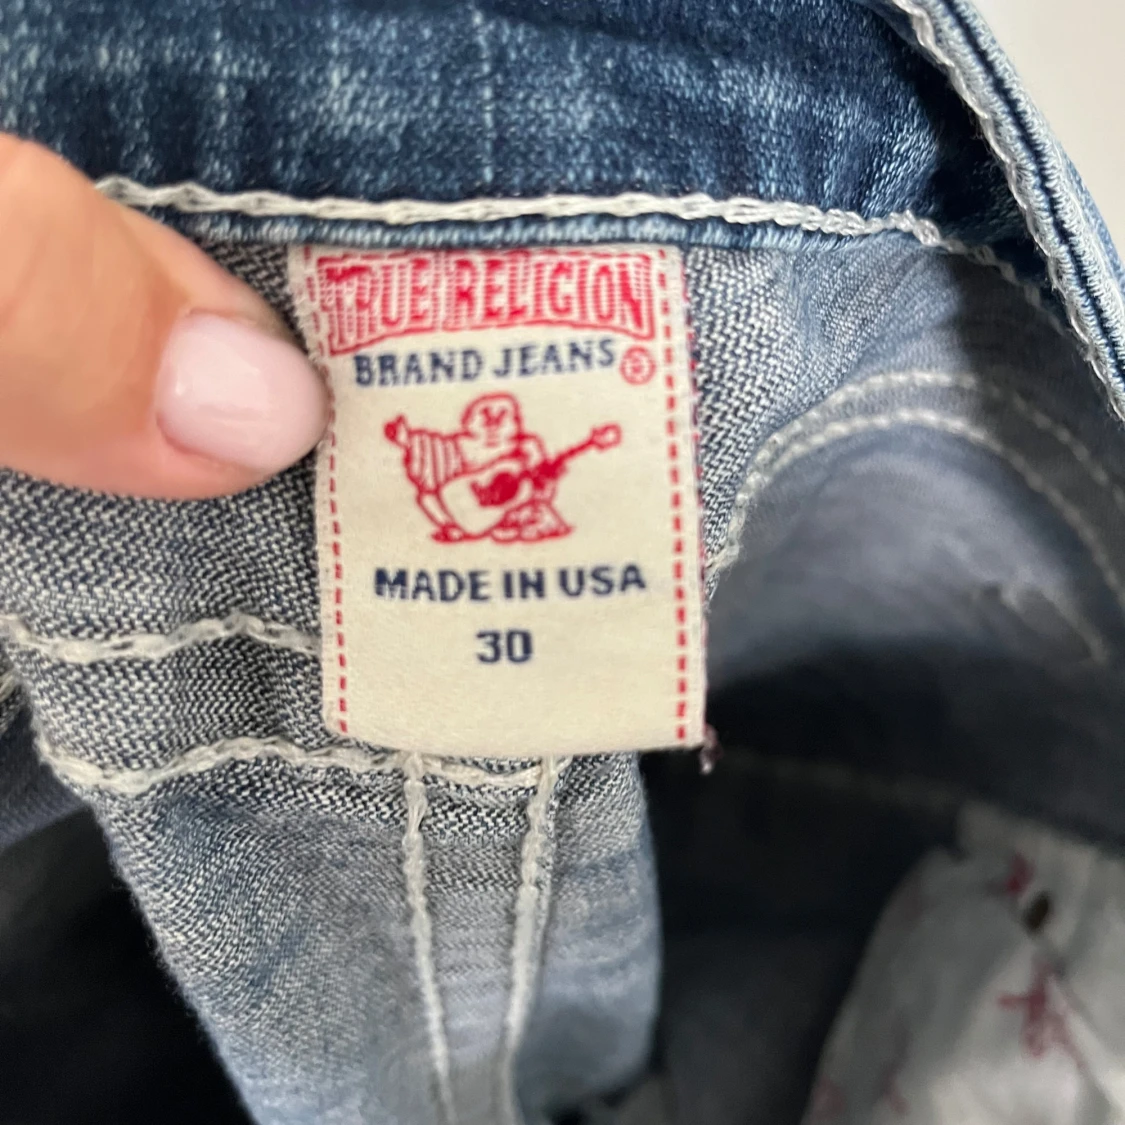 TRUE RELIGION
BRAND JEANS®
MADE IN USA
30